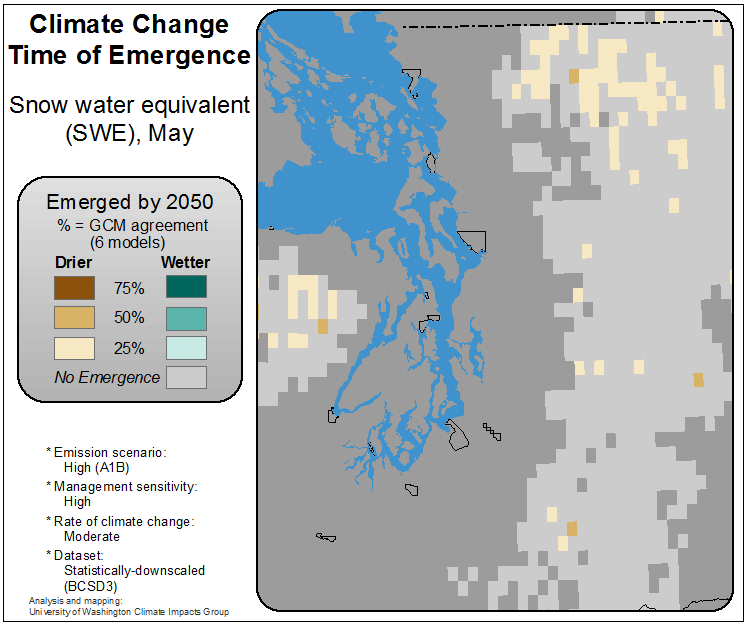 Climate Change
Time of Emergence
Snow water equivalent
(SWE), May
Emerged by 2050
% = GCM agreement
(6 models)
Drier Wetter
75%
50%
25%
No Emergence
* Emission scenario:
High (A1B)
* Management sensitivity:
High
* Rate of climate change:
Moderate
* Dataset:
Statistically-downscaled
(BCSD3)
Analysis and mapping:
University of Washington Climate Impacts Group